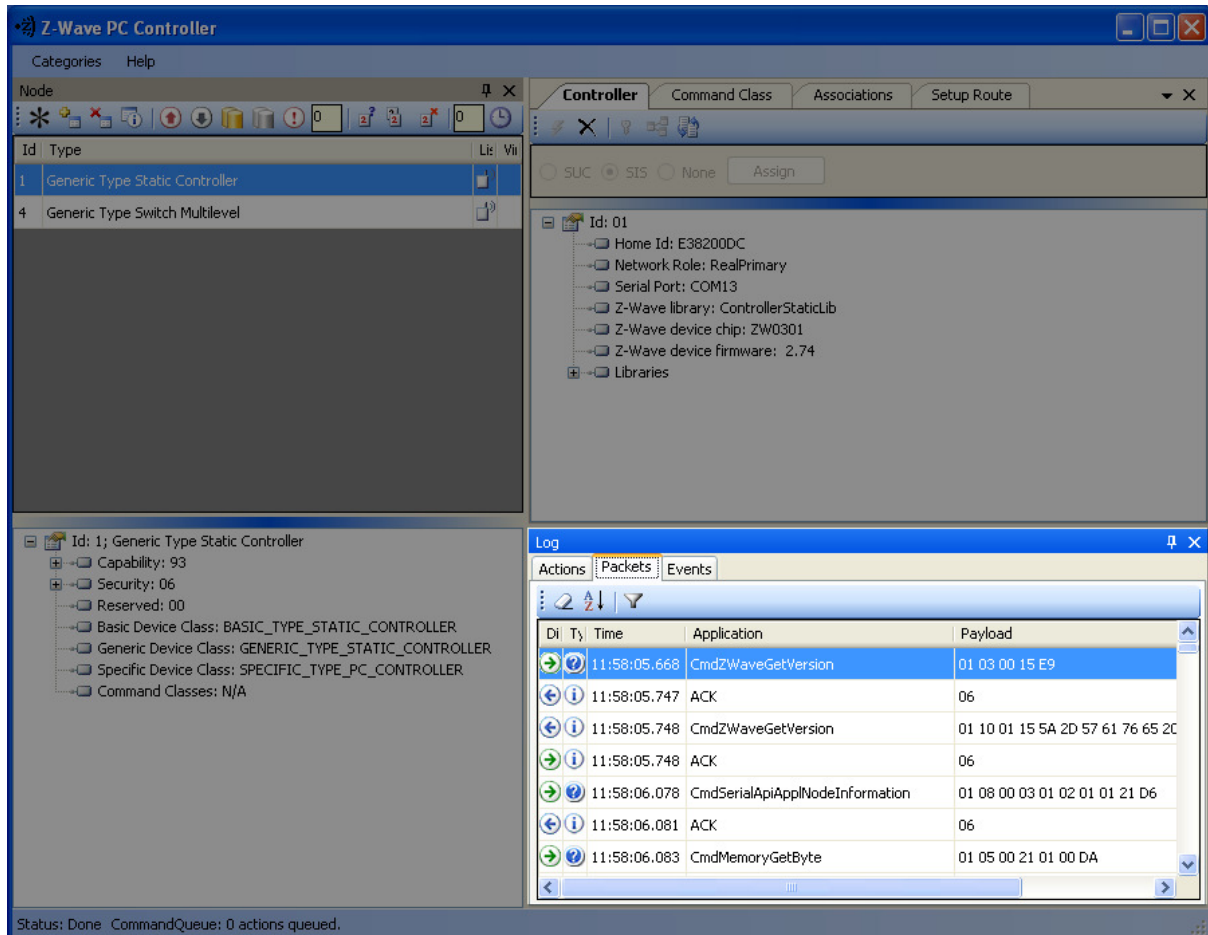 Z-Wave PC Controller
Categories Help
Node
0 0
Id Type Lis Vi
1 Generic Type Static Controller
4 Generic Type Switch Multilevel
Controller Command Class Associations Setup Route
SUC SIS None Assign
Id: 01
Home Id: E38200DC
Network Role: RealPrimary
Serial Port: COM13
Z-Wave library: ControllerStaticLib
Z-Wave device chip: ZW0301
Z-Wave device firmware: 2.74
Libraries
Id: 1; Generic Type Static Controller
Capability: 93
Security: 06
Reserved: 00
Basic Device Class: BASIC_TYPE_STATIC_CONTROLLER
Generic Device Class: GENERIC_TYPE_STATIC_CONTROLLER
Specific Device Class: SPECIFIC_TYPE_PC_CONTROLLER
Command Classes: N/A
Log
Actions Packets Events
Di Ty Time Application Payload
11:58:05.668 CmdZWaveGetVersion 01 03 00 15 E9
11:58:05.747 ACK 06
11:58:05.748 CmdZWaveGetVersion 01 10 01 15 5A 2D 57 61 76 65 20
11:58:05.748 ACK 06
11:58:06.078 CmdSerialApiApplNodeInformation 01 08 00 03 01 02 01 01 21 D6
11:58:06.081 ACK 06
11:58:06.083 CmdMemoryGetByte 01 05 00 21 01 00 DA
Status: Done CommandQueue: 0 actions queued.